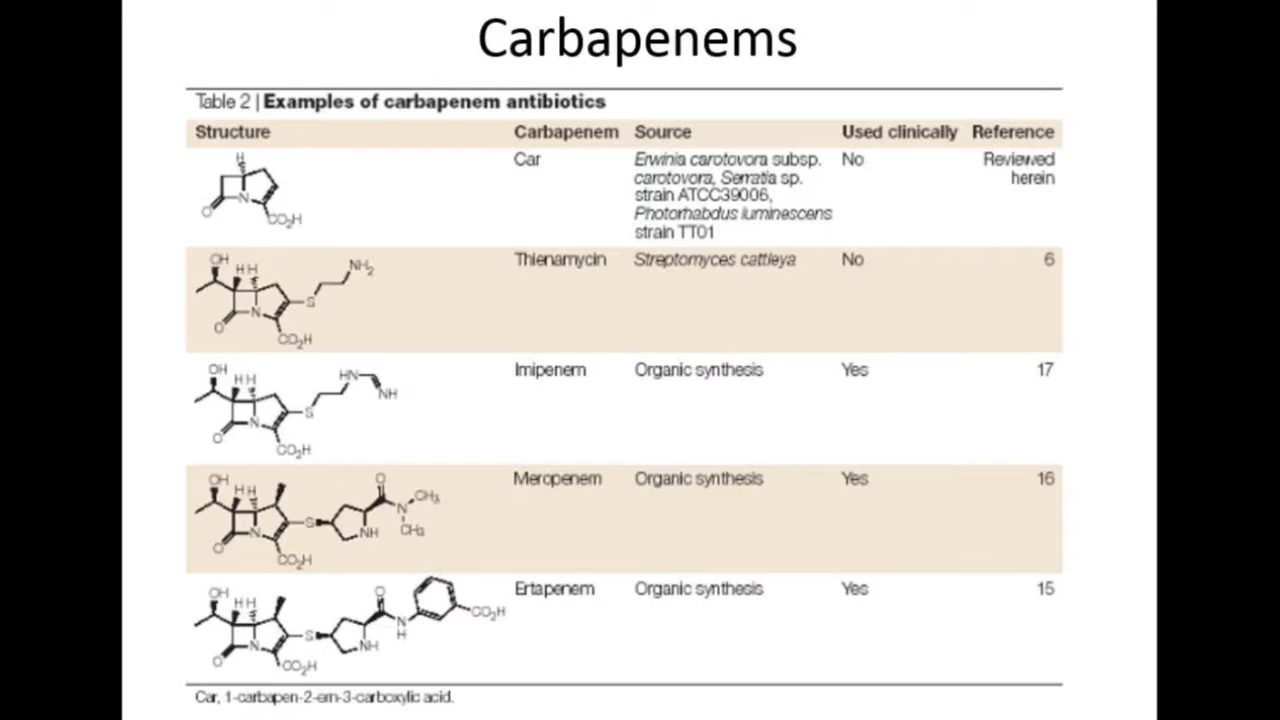 Carbapenems
Table 2 | Examples of carbapenem antibiotics
Structure Carbapenem Source Used clinically Reference
H
O
N
CO₂H
Car
Erwinia carotovora subsp.
carotovora, Serratia sp.
strain ATCC39006,
Photorhabdus luminescens
strain TT01
No
Reviewed
herein
OH
H H
NH₂
S
N
O
CO₂H
Thienamycin Streptomyces cattleya No 6
OH
H H
HN
NH
S
N
O
CO₂H
Imipenem Organic synthesis Yes 17
OH
H H
O
N
CH₃
S
CH₃
N
NH
O
CO₂H
Meropenem Organic synthesis Yes 16
OH
H H
O
CO₂H
N
H
S
N
NH
O
CO₂H
Ertapenem Organic synthesis Yes 15
Car, 1-carbapen-2-em-3-carboxylic acid.